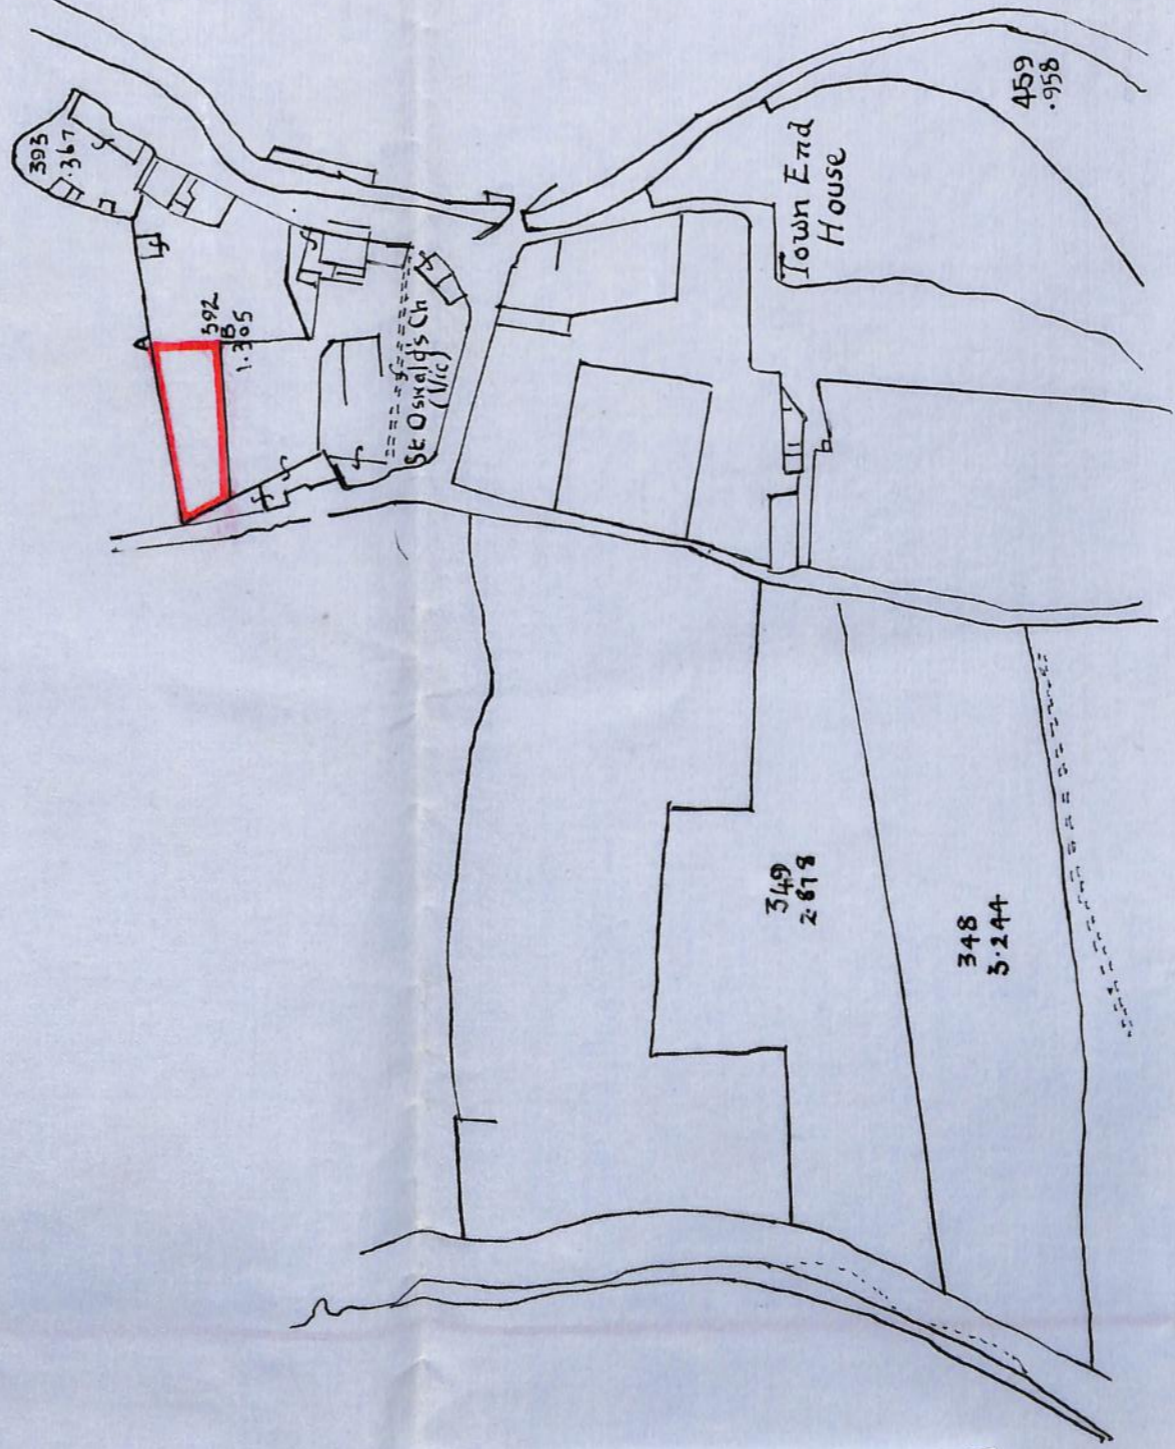 393
.367
392
B
1.305
St Oswald's Ch
(Vic)
Town End
House
459
.958
349
2.878
348
3.244